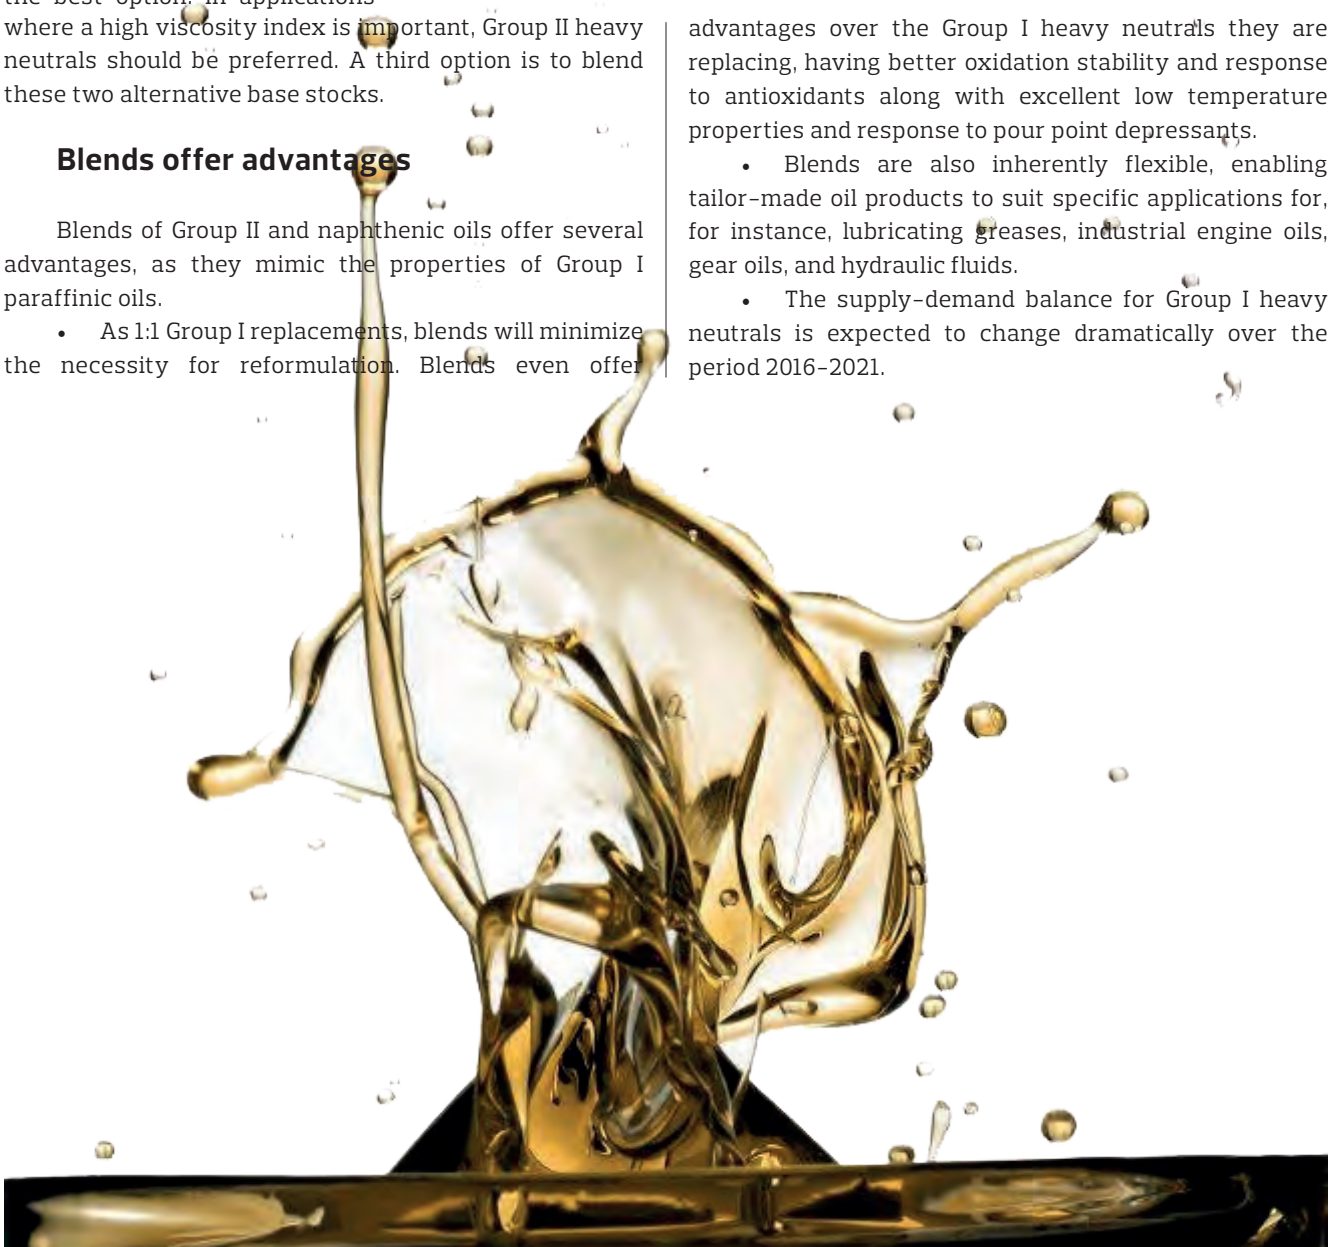 the best option. In applications
where a high viscosity index is important, Group II heavy
neutrals should be preferred. A third option is to blend
these two alternative base stocks.
Blends offer advantages
Blends of Group II and naphthenic oils offer several
advantages, as they mimic the properties of Group I
paraffinic oils.
• As 1:1 Group I replacements, blends will minimize
the necessity for reformulation. Blends even offer
advantages over the Group I heavy neutrals they are
replacing, having better oxidation stability and response
to antioxidants along with excellent low temperature
properties and response to pour point depressants.
• Blends are also inherently flexible, enabling
tailor-made oil products to suit specific applications for,
for instance, lubricating greases, industrial engine oils,
gear oils, and hydraulic fluids.
• The supply-demand balance for Group I heavy
neutrals is expected to change dramatically over the
period 2016-2021.